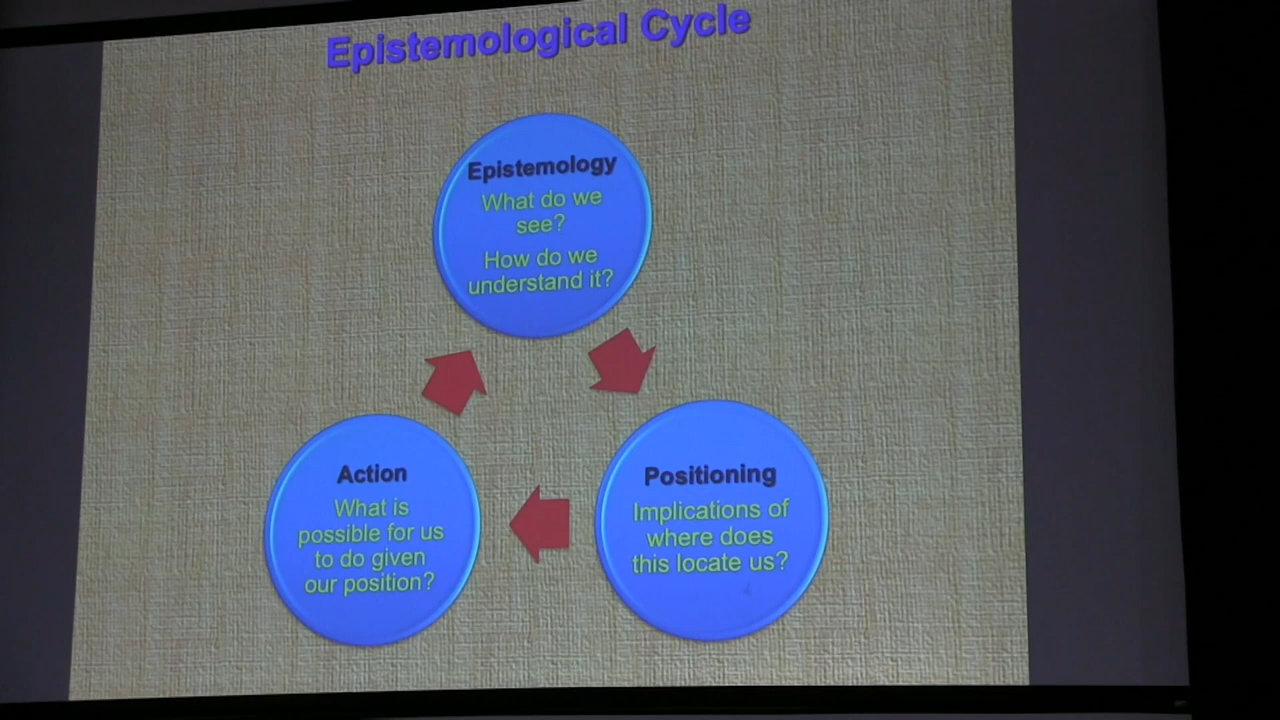 Epistemological Cycle
Epistemology
What do we
see?
How do we
understand it?
Action
What is
possible for us
to do given
our position?
Positioning
Implications of
where does
this locate us?